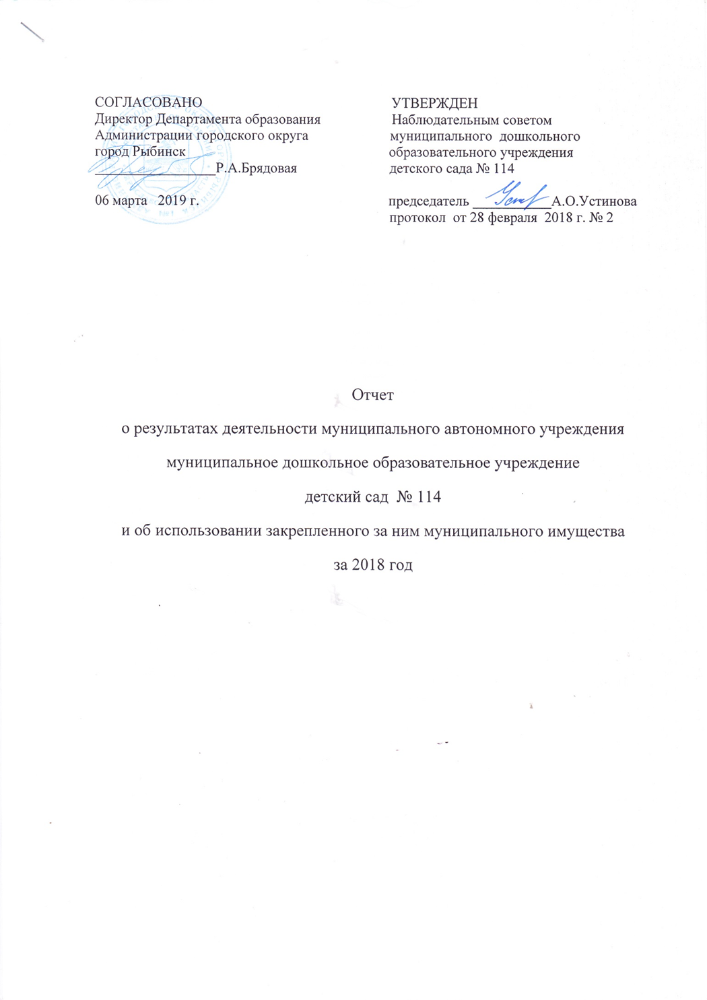 СОГЛАСОВАНО
Директор Департамента образования
Администрации городского округа
город Рыбинск
Р.А.Брядовая
06 марта 2019 г.
УТВЕРЖДЕН
Наблюдательным советом
муниципального дошкольного
образовательного учреждения
детского сада № 114
председатель А.О.Устинова
протокол от 28 февраля 2018 г. № 2
Отчет
о результатах деятельности муниципального автономного учреждения
муниципальное дошкольное образовательное учреждение
детский сад № 114
и об использовании закрепленного за ним муниципального имущества
за 2018 год